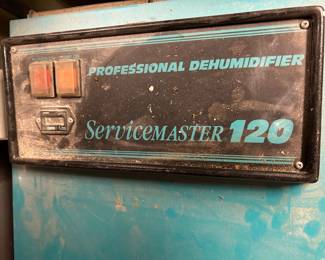 PROFESSIONAL DEHUMIDIFIER
SERVICEMASTER 120